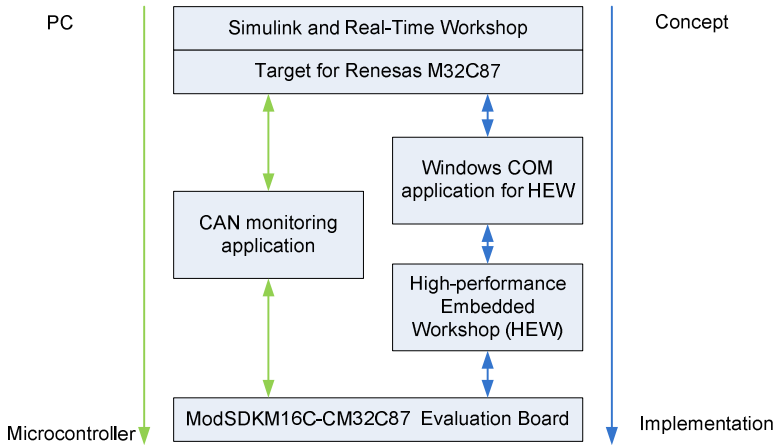 PC
Simulink and Real-Time Workshop
Concept
Target for Renesas M32C87
Windows COM
application for HEW
CAN monitoring
application
High-performance
Embedded
Workshop (HEW)
ModSDKM16C-CM32C87 Evaluation Board
Microcontroller
Implementation